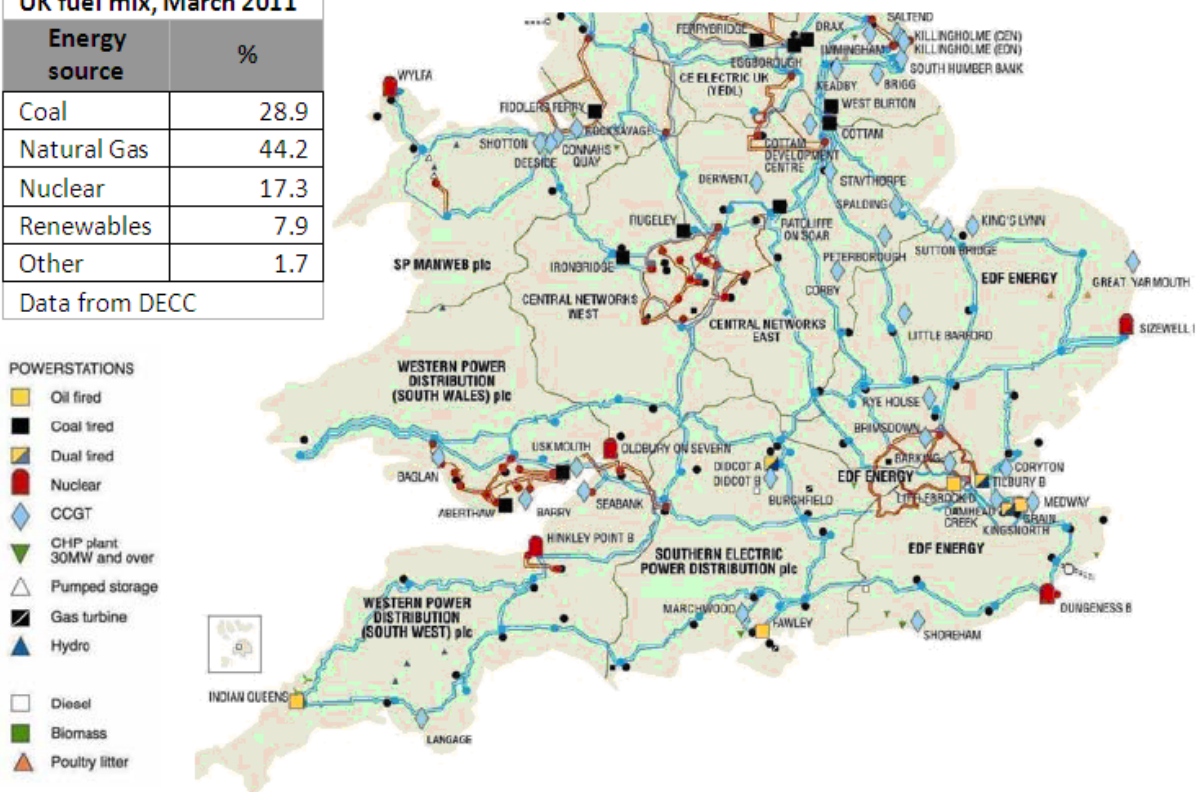 UK fuel mix, March 2011
Energy source
%
Coal 28.9
Natural Gas 44.2
Nuclear 17.3
Renewables 7.9
Other 1.7
Data from DECC
POWERSTATIONS
Oil fired
Coal fired
Dual fired
Nuclear
CCGT
CHP plant
30MW and over
Pumped storage
Gas turbine
Hydro
Diesel
Biomass
Poultry litter
SALTEND
FERRYBRIDGE
DRAX
KILLINGHOLME (CEN)
KILLINGHOLME (EON)
IMMINGHAM
EGGBOROUGH
SOUTH HUMBER BANK
CE ELECTRIC UK
(YEDL)
WYLFA
KEADBY
BRIGG
FIDDLERS FERRY
WEST BURTON
ROCKSAVAGE
COTTAM
SHOTTON
CONNAHS
QUAY
DEESIDE
COTTAM
DEVELOPMENT
CENTRE
DERWENT
STAYTHORPE
SPALDING
RUGELEY
RATCLIFFE
ON SOAR
KING'S LYNN
SUTTON BRIDGE
PETERBOROUGH
SP MANWEB plc
IRONBRIDGE
EDF ENERGY
GREAT YARMOUTH
CORBY
CENTRAL NETWORKS
WEST
CENTRAL NETWORKS
EAST
LITTLE BARFORD
SIZEWELL
WESTERN POWER
DISTRIBUTION
(SOUTH WALES) plc
RYE HOUSE
BRIMSDOWN
USKMOUTH
OLDBURY ON SEVERN
BARKING
BAGLAN
DIDCOT A
DIDCOT B
EDF ENERGY
CORYTON
TILBURY B
BURGHFIELD
LITTLEBROOK D
MEDWAY
ABERTHAW
BARRY
SEABANK
DAMHEAD
CREEK
GRAIN
KINGSNORTH
HINKLEY POINT B
SOUTHERN ELECTRIC
POWER DISTRIBUTION plc
EDF ENERGY
WESTERN POWER
DISTRIBUTION
(SOUTH WEST) plc
MARCHWOOD
FAWLEY
DUNGENESS B
SHOREHAM
INDIAN QUEENS
LANGAGE